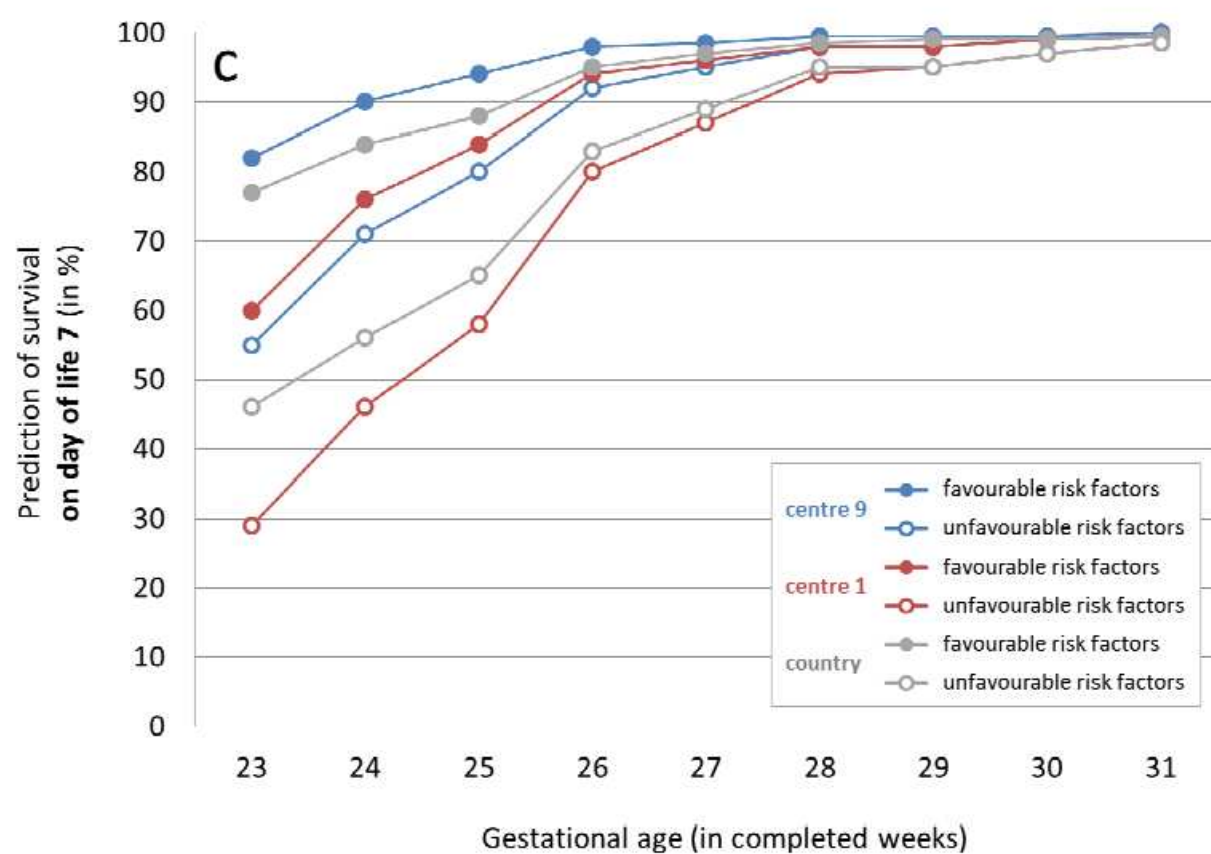 C
100
90
80
70
60
50
40
30
20
10
0
Prediction of survival
on day of life 7 (in %)
23 24 25 26 27 28 29 30 31
Gestational age (in completed weeks)
centre 9
favourable risk factors
unfavourable risk factors
centre 1
favourable risk factors
unfavourable risk factors
country
favourable risk factors
unfavourable risk factors